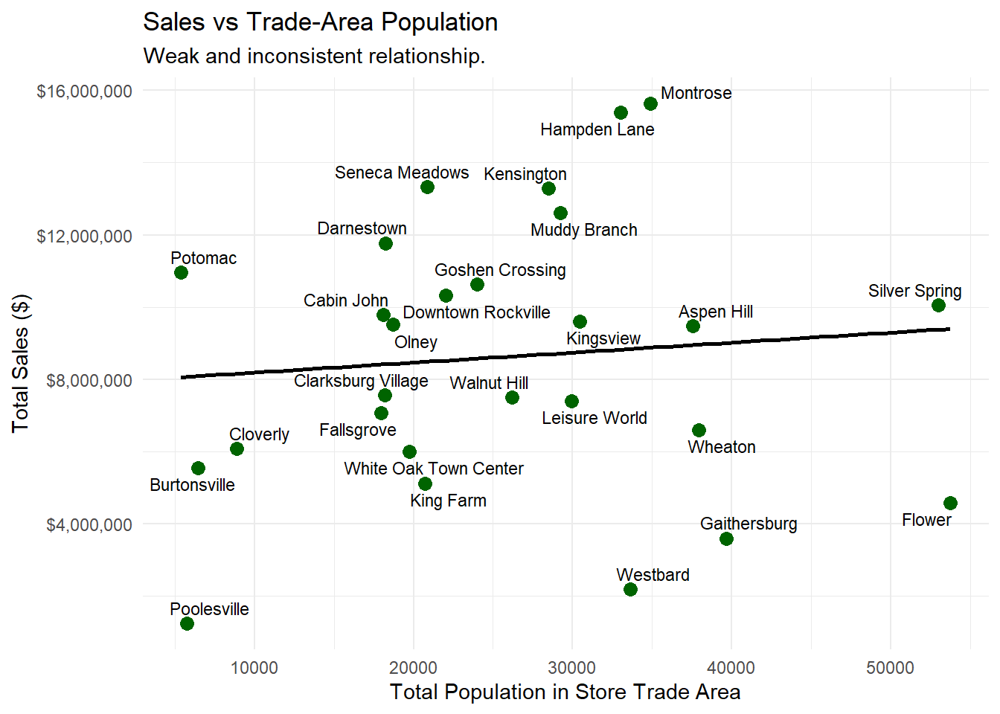 Sales vs Trade-Area Population
Weak and inconsistent relationship.
$16,000,000
Montrose
Hampden Lane
Seneca Meadows
Kensington
Darnestown
Muddy Branch
$12,000,000
Potomac
Goshen Crossing
Silver Spring
Cabin John
Downtown Rockville
Aspen Hill
Olney
Kingsview
Total Sales ($)
$8,000,000
Clarksburg Village
Walnut Hill
Leisure World
Fallsgrove
Cloverly
Wheaton
White Oak Town Center
Burtonsville
King Farm
Flower
$4,000,000
Gaithersburg
Westbard
Poolesville
10000
20000
30000
40000
50000
Total Population in Store Trade Area